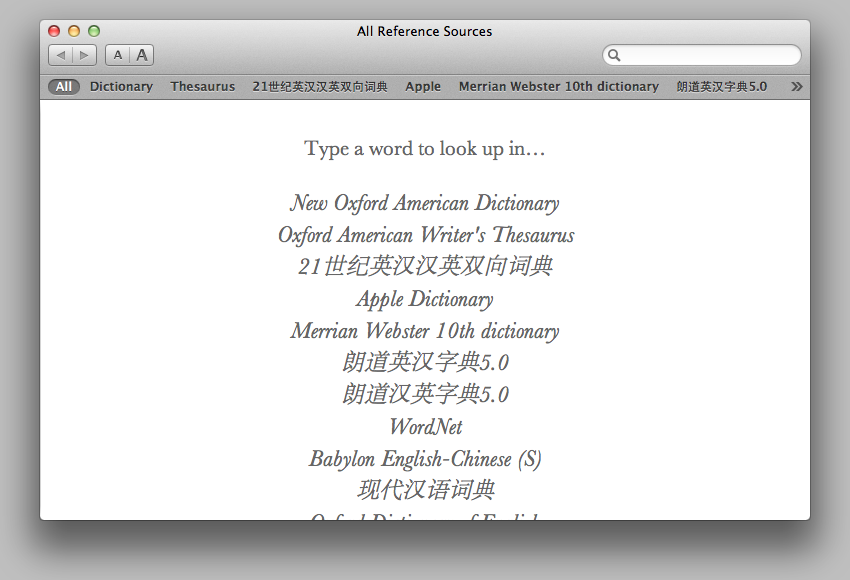 All Reference Sources
A A
All Dictionary Thesaurus 21世纪英汉汉英双向词典 Apple Merrian Webster 10th dictionary 朗道英汉字典5.0 »
Type a word to look up in…
New Oxford American Dictionary
Oxford American Writer's Thesaurus
21世纪英汉汉英双向词典
Apple Dictionary
Merrian Webster 10th dictionary
朗道英汉字典5.0
朗道汉英字典5.0
WordNet
Babylon English-Chinese (S)
现代汉语词典
Oxford Dictionary of English